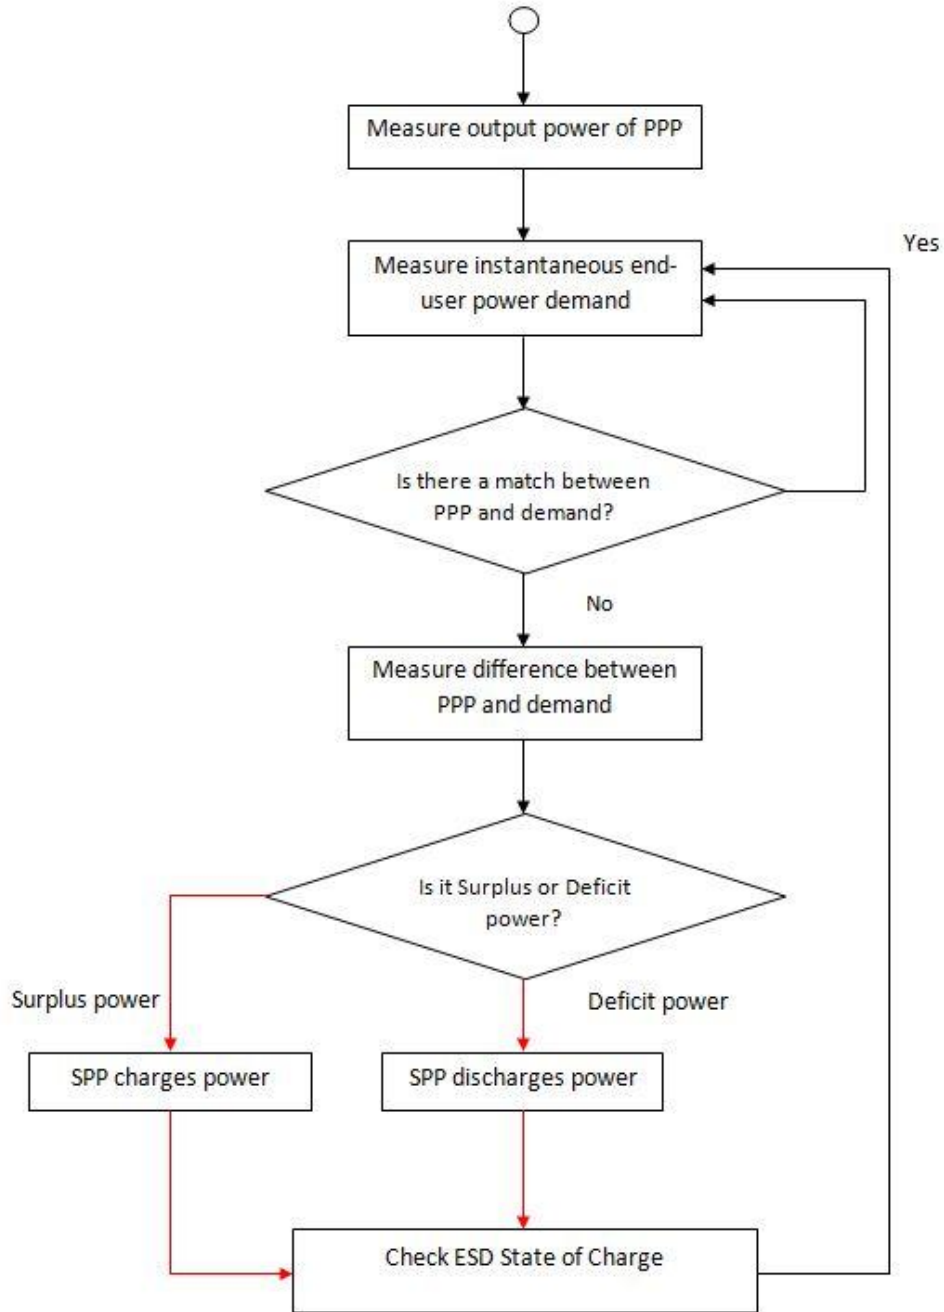 Measure output power of PPP
Yes
Measure instantaneous end-
user power demand
Is there a match between
PPP and demand?
No
Measure difference between
PPP and demand
Is it Surplus or Deficit
power?
Surplus power
Deficit power
SPP charges power
SPP discharges power
Check ESD State of Charge